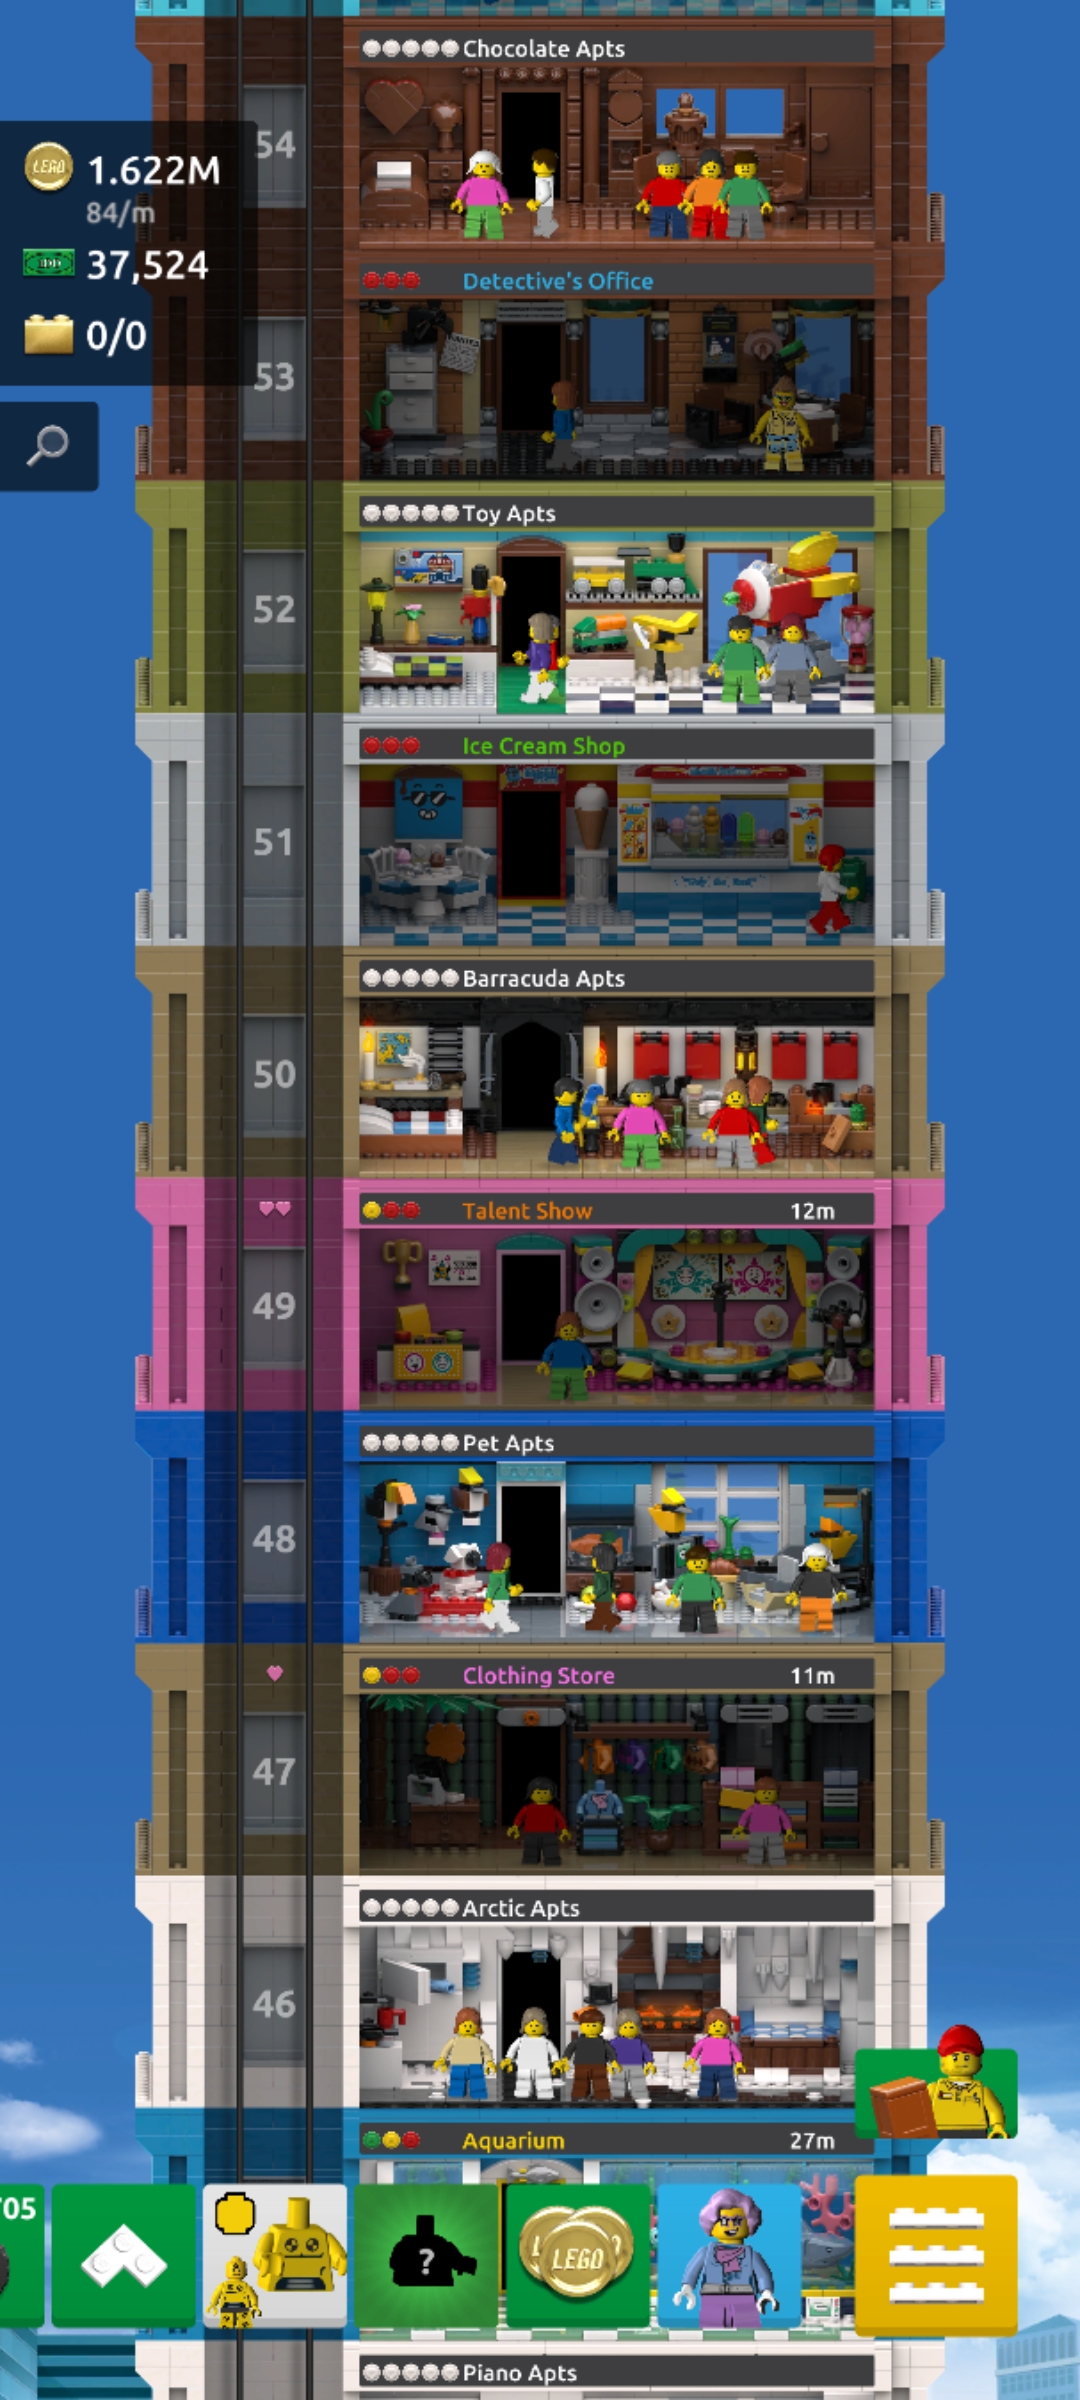 Chocolate Apts
54
LEGO
1.622M
84/m
37,524
0/0
Detective's Office
53
Toy Apts
52
Ice Cream Shop
51
Barracuda Apts
50
Talent Show
12m
49
Pet Apts
48
Clothing Store
11m
47
Arctic Apts
46
Aquarium
27m
?
LEGO
Piano Apts